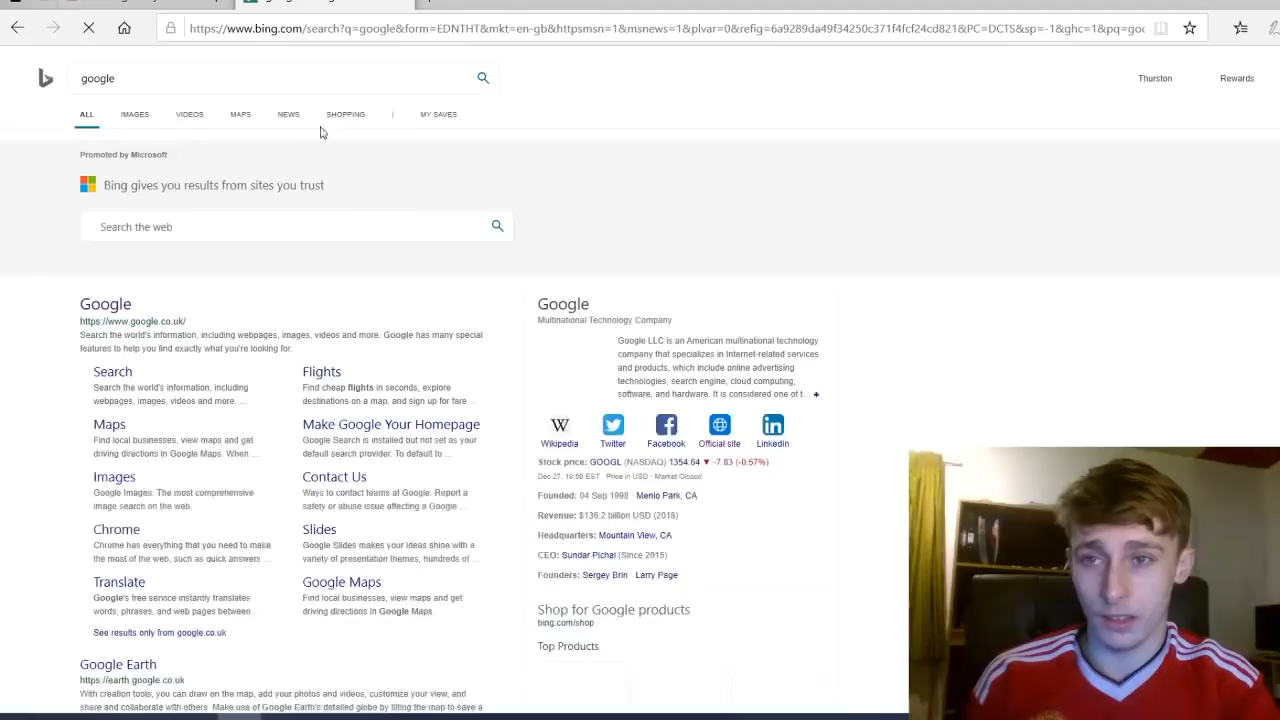 https://www.bing.com/search?q=google&form=EDNTHT&mkt=en-gb&httpsmsn=1&msnews=1&plvar=0&refig=6a9289da49f34250c371f4fcf24cd821&PC=DCTS&sp=-1&ghc=1&pq=goc
google
Thurston
Rewards
ALL
IMAGES
VIDEOS
MAPS
NEWS
SHOPPING
MY SAVES
Promoted by Microsoft
Bing gives you results from sites you trust
Search the web
Google
https://www.google.co.uk/
Search the world's information, including webpages, images, videos and more. Google has many special
features to help you find exactly what you're looking for.
Search
Search the world's information, including
webpages, images, videos and more. ...
Flights
Find cheap flights in seconds, explore
destinations on a map, and sign up for fare ...
Maps
Find local businesses, view maps and get
driving directions in Google Maps. When ...
Make Google Your Homepage
Google Search is installed but not set as your
default search provider. To default to ...
Images
Google Images. The most comprehensive
image search on the web.
Contact Us
Ways to contact teams at Google. Report a
safety or abuse issue affecting a Google ...
Chrome
Chrome has everything that you need to make
the most of the web, such as quick answers ...
Slides
Google Slides makes your ideas shine with a
variety of presentation themes, hundreds of ...
Translate
Google's free service instantly translates
words, phrases, and web pages between ...
Google Maps
Find local businesses, view maps and get
driving directions in Google Maps.
See results only from google.co.uk
Google Earth
https://earth.google.co.uk
With creation tools, you can draw on the map, add your photos and videos, customize your view, and
share and collaborate with others. Make use of Google Earth's detailed globe by tilting the map to save a
Google
Multinational Technology Company
Google LLC is an American multinational technology
company that specializes in Internet-related services
and products, which include online advertising
technologies, search engine, cloud computing,
software, and hardware. It is considered one of t... +
Wikipedia
Twitter
Facebook
Official site
LinkedIn
Stock price: GOOGL (NASDAQ) 1354.64 ▼ -7.83 (-0.57%)
Dec 27, 19:59 EST · Price in USD · Market Closed
Founded: 04 Sep 1998 · Menlo Park, CA
Revenue: $136.2 billion USD (2018)
Headquarters: Mountain View, CA
CEO: Sundar Pichai (Since 2015)
Founders: Sergey Brin · Larry Page
Shop for Google products
bing.com/shop
Top Products